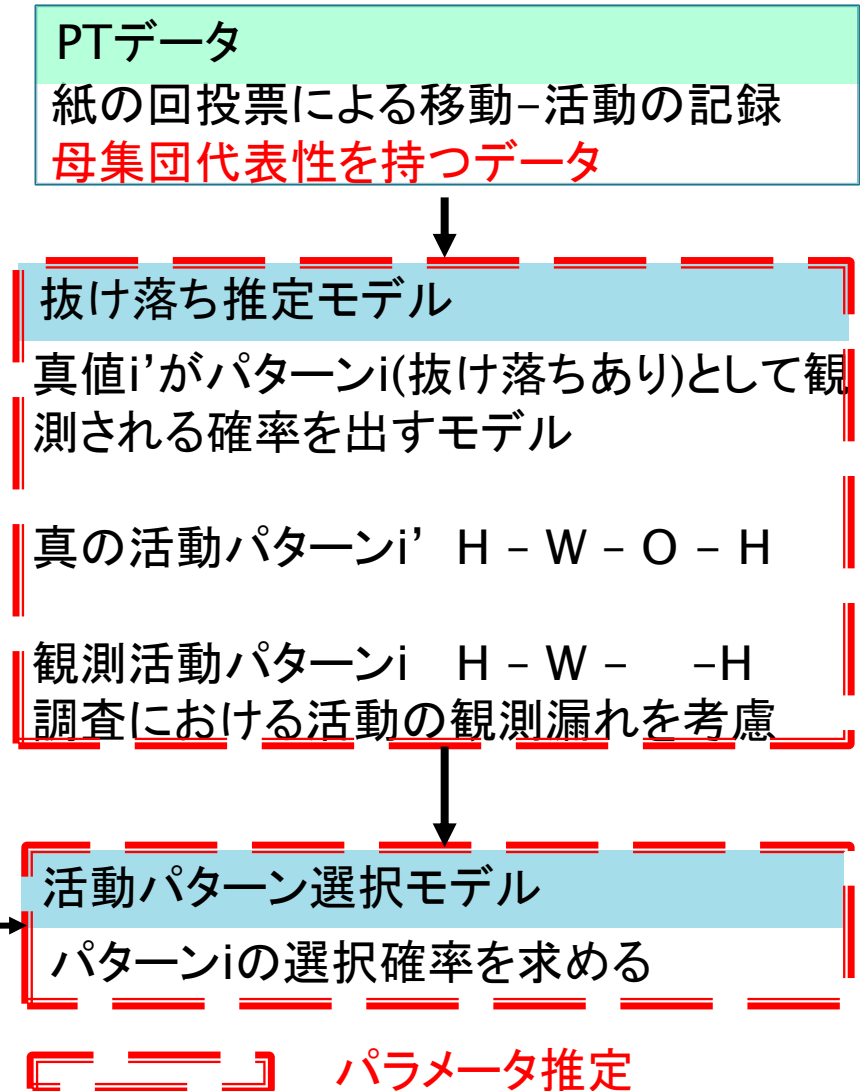 PTデータ
紙の回投票による移動–活動の記録
母集団代表性を持つデータ
抜け落ち推定モデル
真値i’がパターンi(抜け落ちあり)として観
測される確率を出すモデル
真の活動パターンi’ H – W – O – H
観測活動パターンi H – W – –H
調査における活動の観測漏れを考慮
活動パターン選択モデル
パターンiの選択確率を求める
パラメータ推定